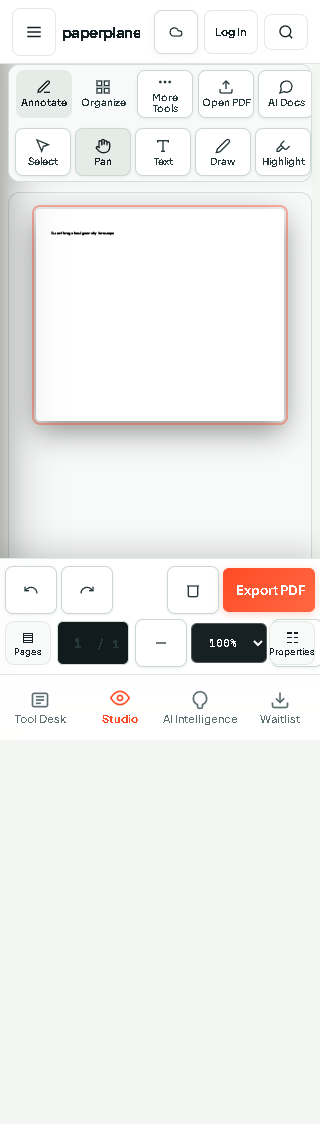 paperplane
Log In
Annotate
Organize
More Tools
Open PDF
AI Docs
Select
Pan
Text
Draw
Highlight
Export PDF
Pages
1 / 1
100%
Properties
Tool Desk
Studio
AI Intelligence
Waitlist